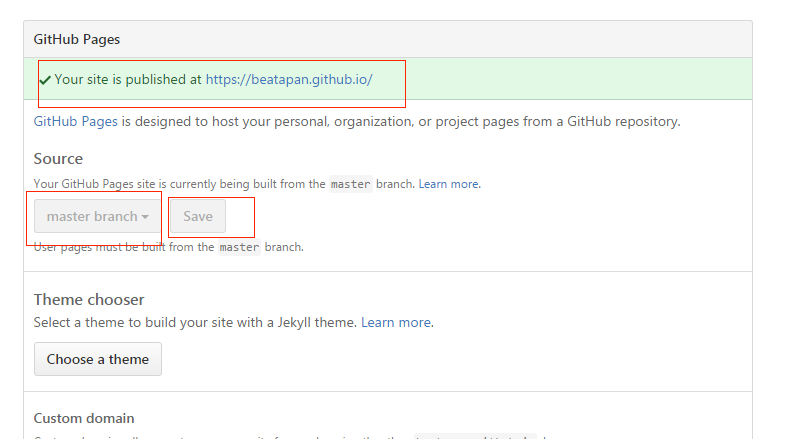 GitHub Pages
Your site is published at https://beatapan.github.io/
GitHub Pages is designed to host your personal, organization, or project pages from a GitHub repository.
Source
Your GitHub Pages site is currently being built from the master branch. Learn more.
master branch Save
User pages must be built from the master branch.
Theme chooser
Select a theme to build your site with a Jekyll theme. Learn more.
Choose a theme
Custom domain